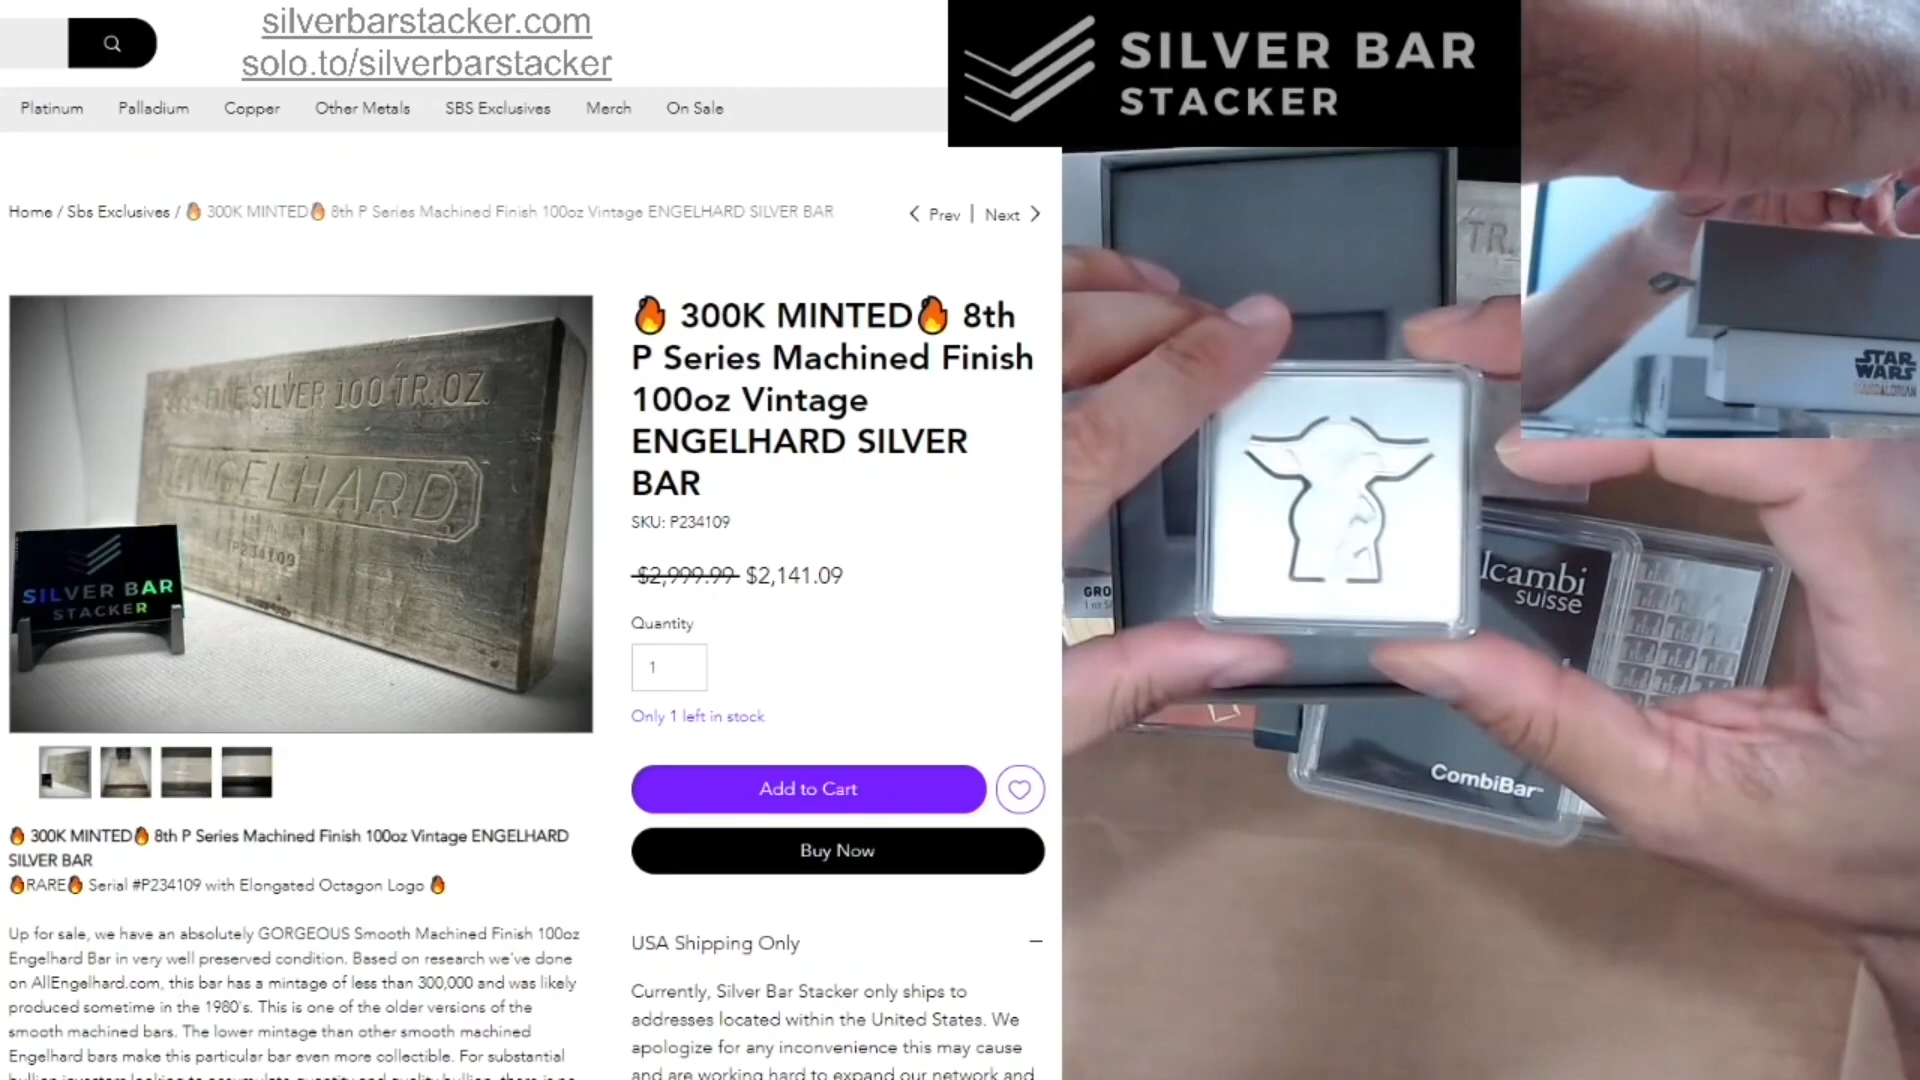 silverbarstacker.com
solo.to/silverbarstacker
Platinum Palladium Copper Other Metals SBS Exclusives Merch On Sale
SILVER BAR
STACKER
Home / Sbs Exclusives / 🔥 300K MINTED🔥 8th P Series Machined Finish 100oz Vintage ENGELHARD SILVER BAR
Prev | Next
FINE SILVER 100 TR. OZ.
ENGELHARD
P234109
SILVER BAR
STACKER
🔥 300K MINTED🔥 8th
P Series Machined Finish
100oz Vintage
ENGELHARD SILVER
BAR
SKU: P234109
$2,999.99 $2,141.09
Quantity
1
Only 1 left in stock
Add to Cart
Buy Now
USA Shipping Only
Currently, Silver Bar Stacker only ships to
addresses located within the United States. We
apologize for any inconvenience this may cause
and are working hard to expand our network and
🔥 300K MINTED🔥 8th P Series Machined Finish 100oz Vintage ENGELHARD
SILVER BAR
🔥RARE🔥 Serial #P234109 with Elongated Octagon Logo 🔥
Up for sale, we have an absolutely GORGEOUS Smooth Machined Finish 100oz
Engelhard Bar in very well preserved condition. Based on research we've done
on AllEngelhard.com, this bar has a mintage of less than 300,000 and was likely
produced sometime in the 1980's. This is one of the older versions of the
smooth machined bars. The lower mintage than other smooth machined
Engelhard bars make this particular bar even more collectible. For substantial
TR.
STAR
WARS
MANDALORIAN
GRO
1 oz
lcambi
suisse
CombiBar™